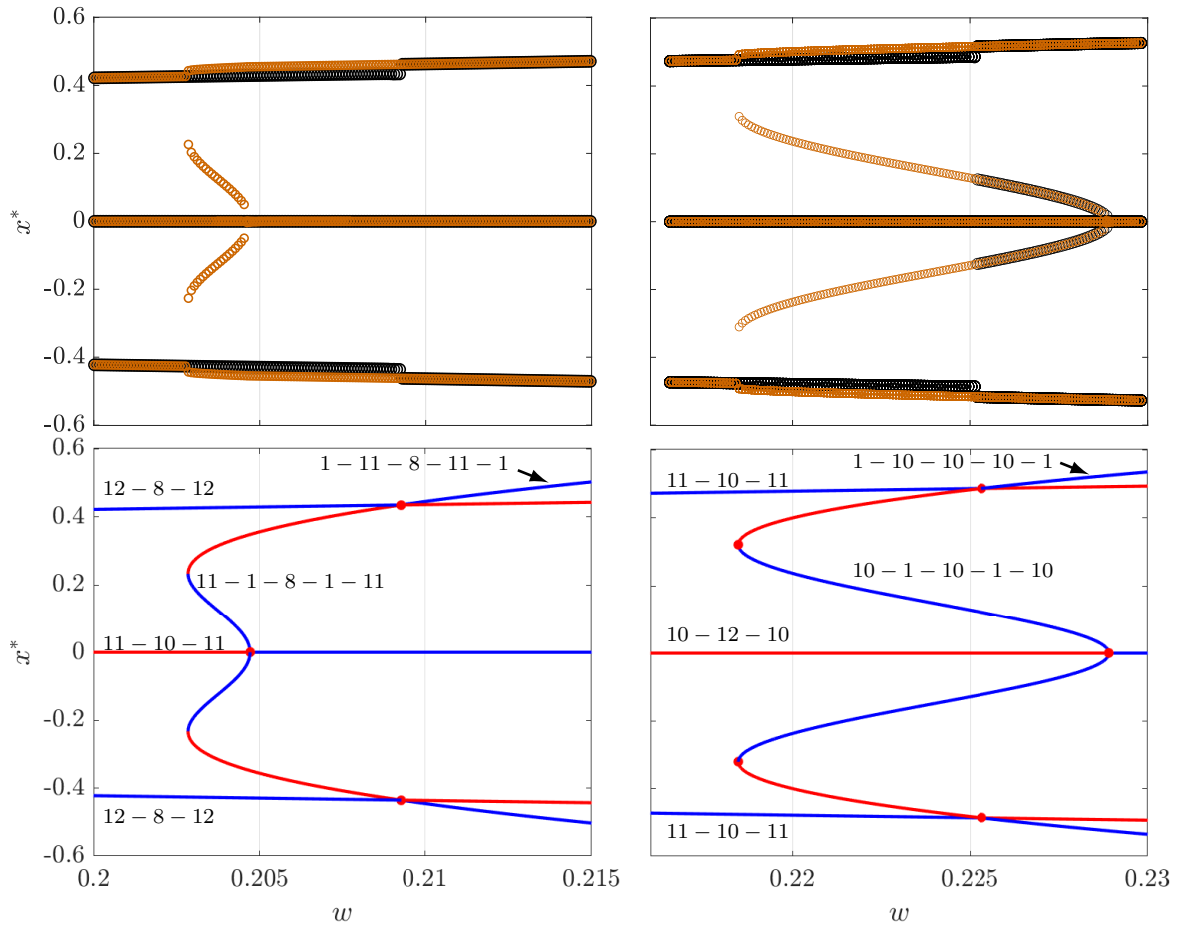 0.6
0.4
0.2
0
-0.2
-0.4
-0.6
x*
0.6
0.4
0.2
0
-0.2
-0.4
-0.6
x*
1 − 11 − 8 − 11 − 1
12 − 8 − 12
11 − 1 − 8 − 1 − 11
11 − 10 − 11
12 − 8 − 12
0.2
0.205
0.21
0.215
w
1 − 10 − 10 − 10 − 1
11 − 10 − 11
10 − 1 − 10 − 1 − 10
10 − 12 − 10
11 − 10 − 11
0.22
0.225
0.23
w